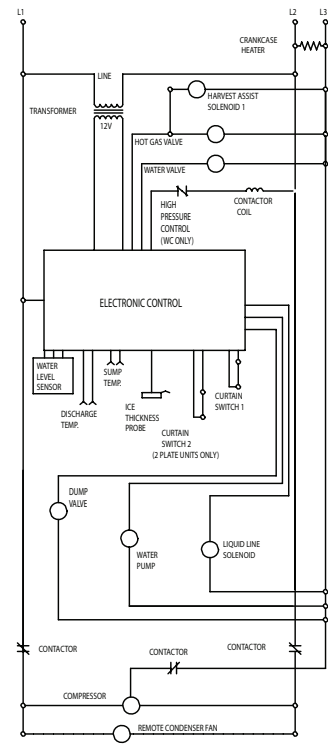 L1
L2
L3
CRANKCASE
HEATER
LINE
HARVEST ASSIST
SOLENOID 1
TRANSFORMER
12V
HOT GAS VALVE
WATER VALVE
HIGH
PRESSURE
CONTROL
(WC ONLY)
CONTACTOR
COIL
ELECTRONIC CONTROL
WATER
LEVEL
SENSOR
SUMP
TEMP.
DISCHARGE
TEMP.
ICE
THICKNESS
PROBE
CURTAIN
SWITCH 1
CURTAIN
SWITCH 2
(2 PLATE UNITS ONLY)
DUMP
VALVE
WATER
PUMP
LIQUID LINE
SOLENOID
CONTACTOR
CONTACTOR
CONTACTOR
COMPRESSOR
REMOTE CONDENSER FAN